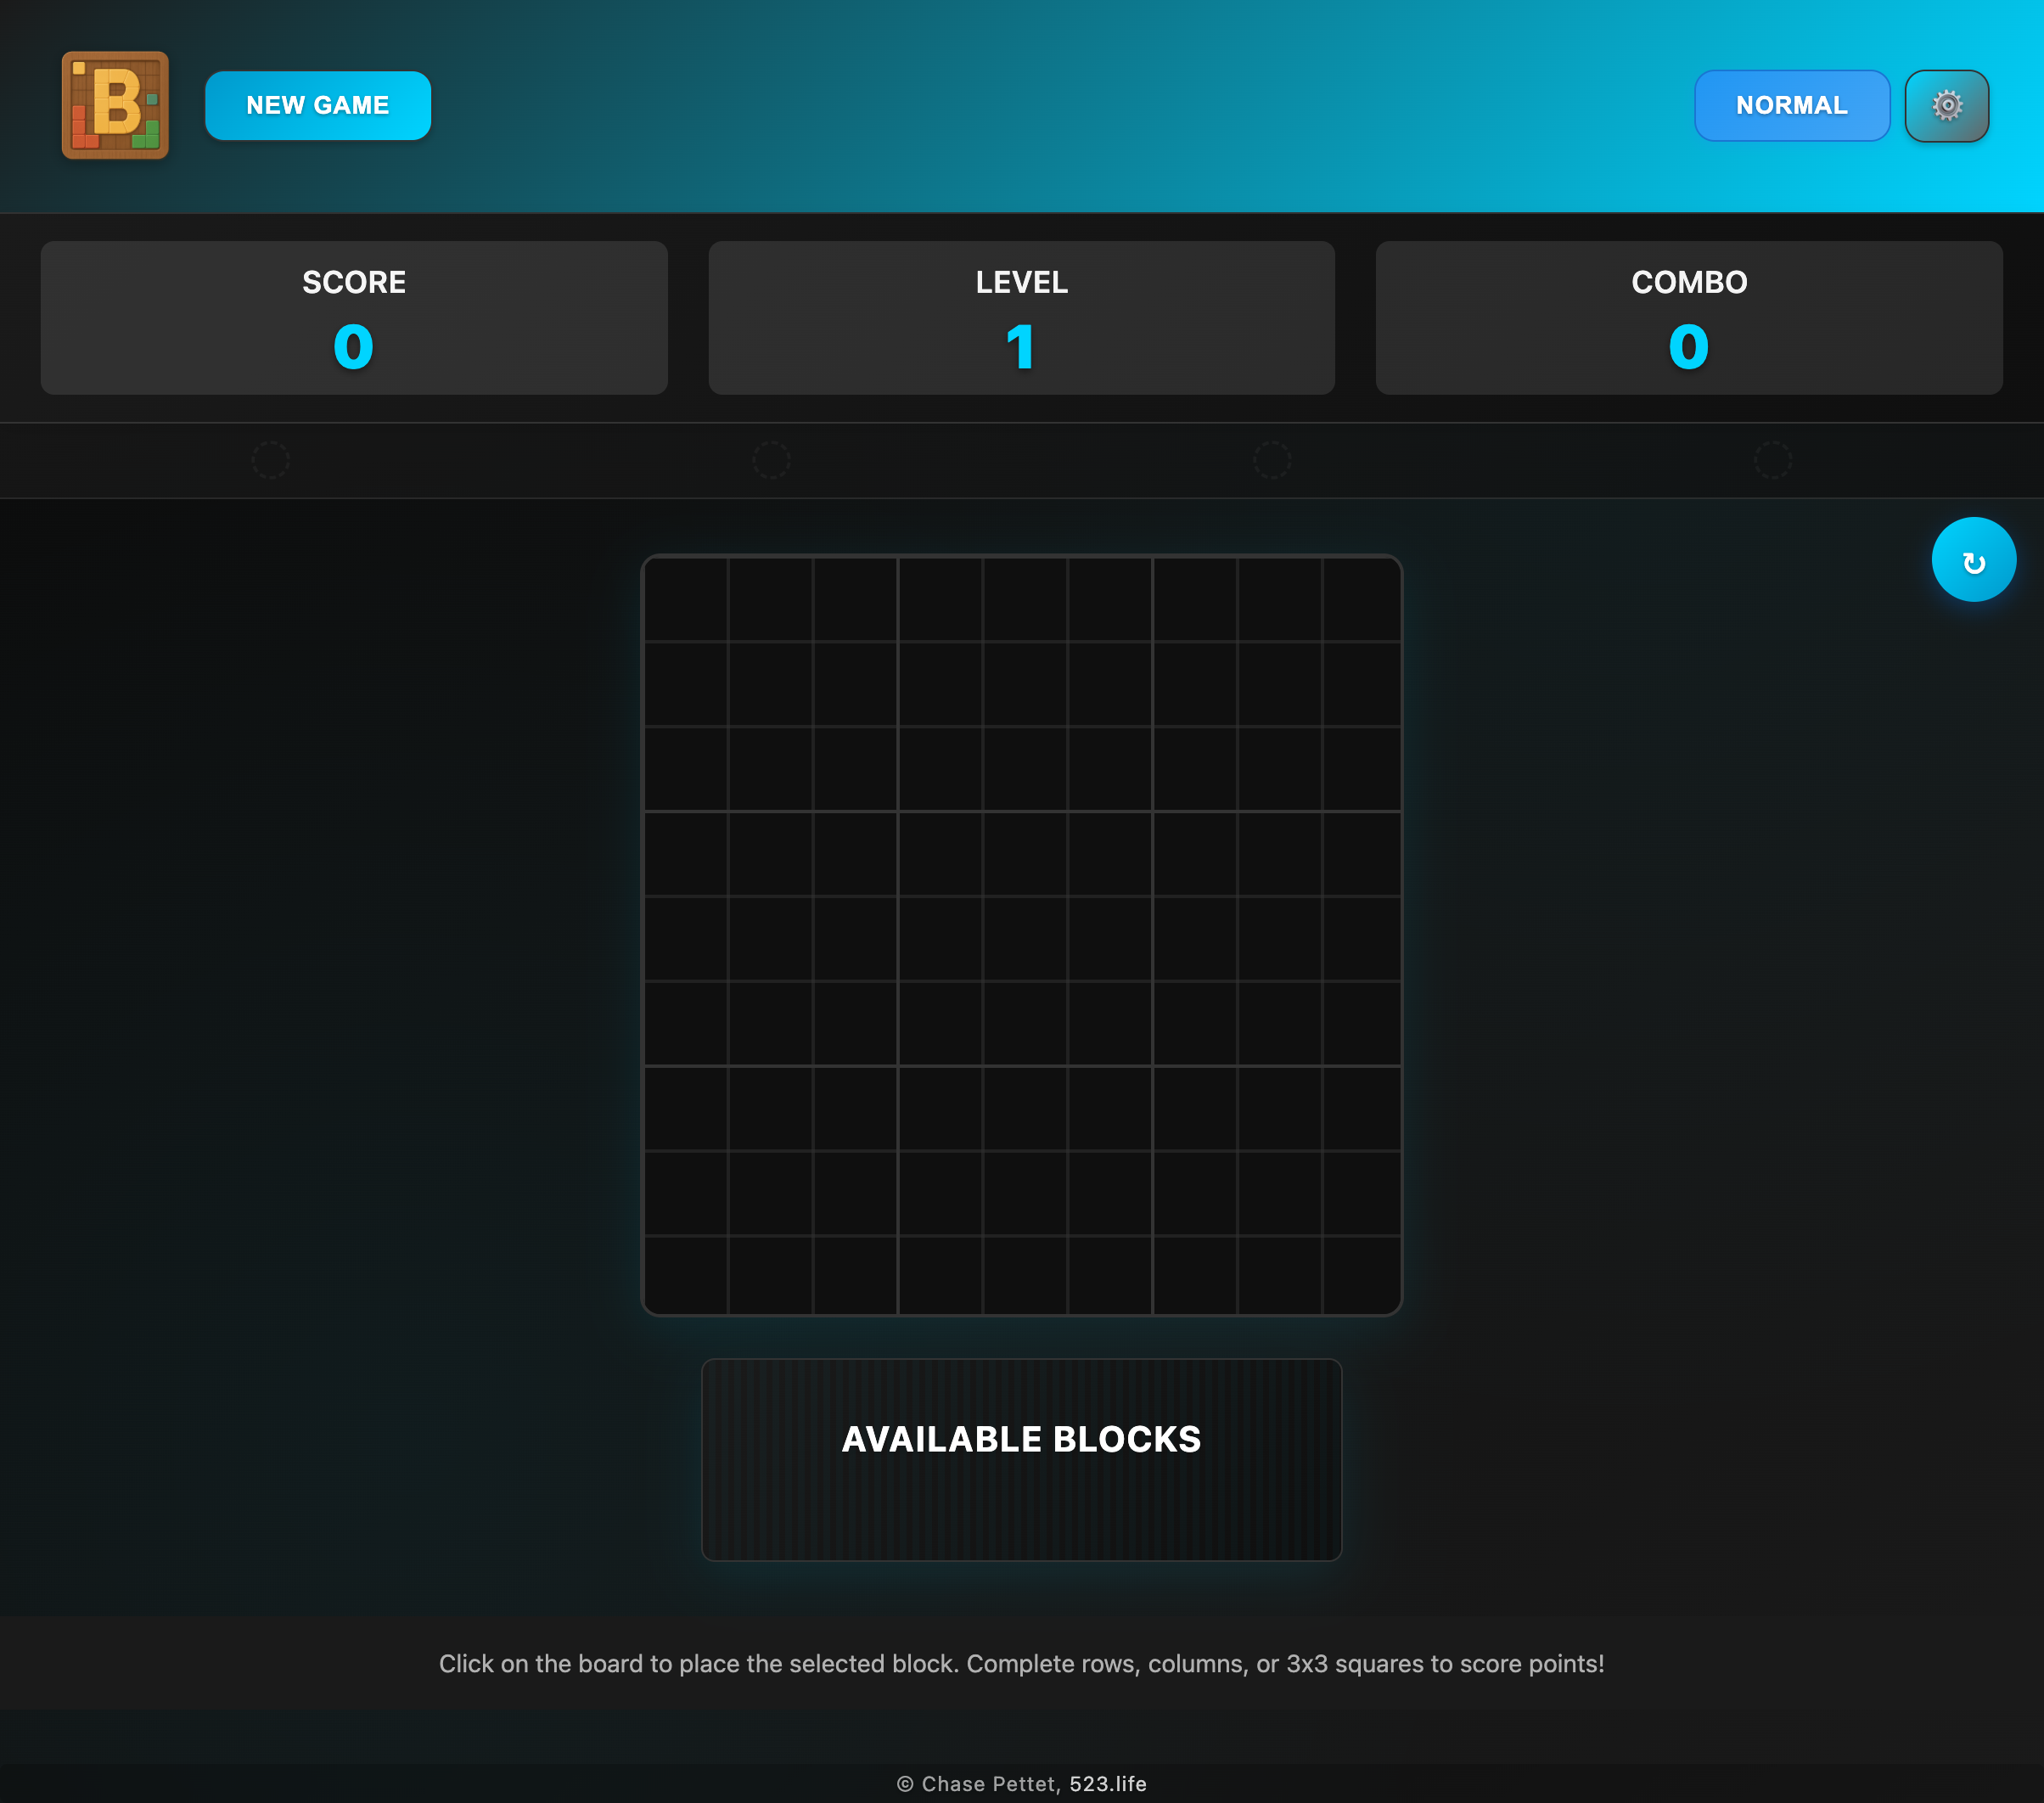 B
NEW GAME
NORMAL
SCORE
0
LEVEL
1
COMBO
0
AVAILABLE BLOCKS
Click on the board to place the selected block. Complete rows, columns, or 3x3 squares to score points!
© Chase Pettet, 523.life